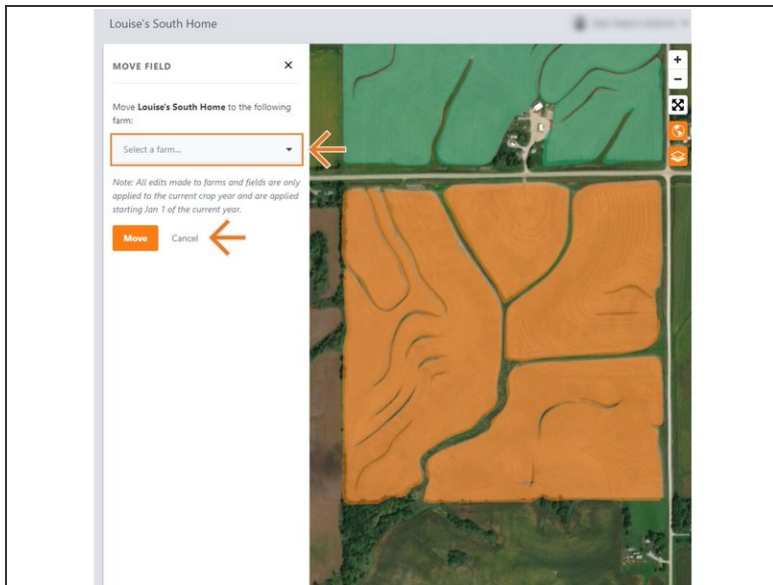 Louise's South Home
MOVE FIELD
Move Louise's South Home to the following
farm:
Select a farm...
Note: All edits made to farms and fields are only
applied to the current crop year and are applied
starting Jan 1 of the current year.
Move Cancel